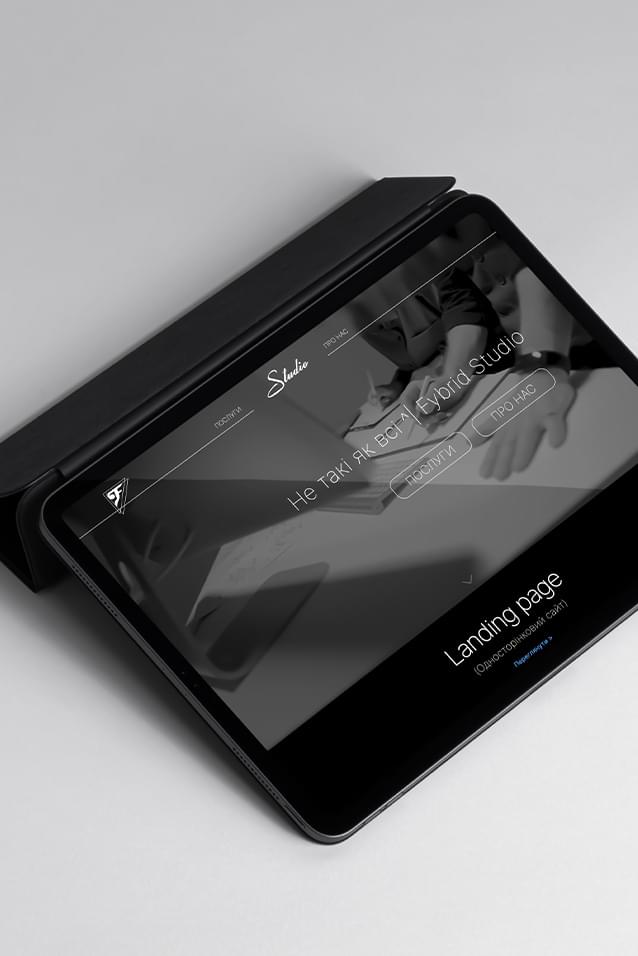 ПОСЛУГИ
Studio
ПРО НАС
Не такі як всі^ | Eybrid Studio
ПОСЛУГИ
ПРО НАС
Landing page
(Односторінковий сайт)
Переглянути >